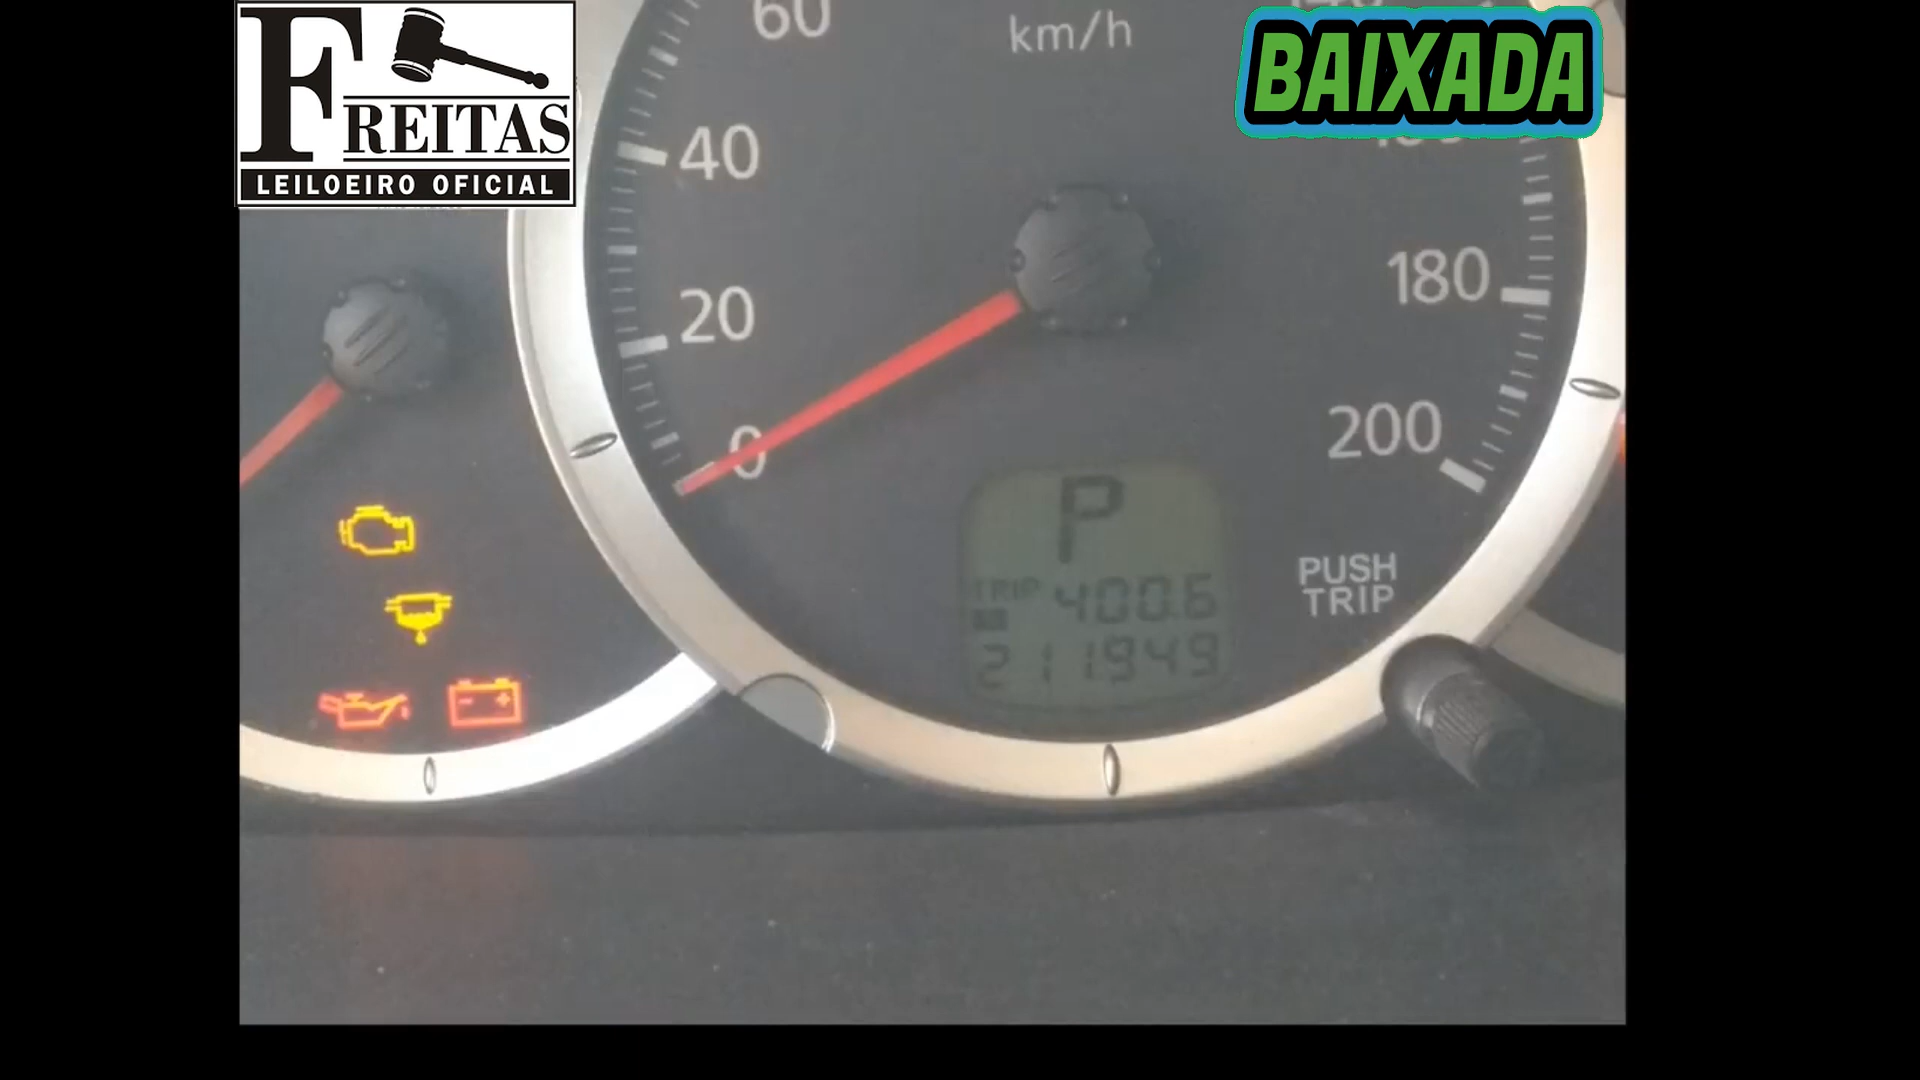 FREITAS
LEILOEIRO OFICIAL
BAIXADA
60
km/h
40
20
180
0
200
P
TRIP 400.6
211949
PUSH
TRIP